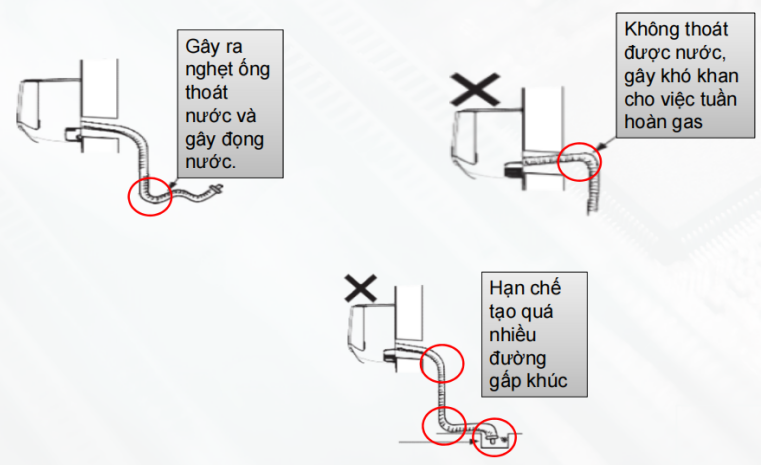 Gây ra
nghẹt ống
thoát
nước và
gây đọng
nước.
Không thoát
được nước,
gây khó khan
cho việc tuần
hoàn gas
Hạn chế
tạo quá
nhiều
đường
gấp khúc